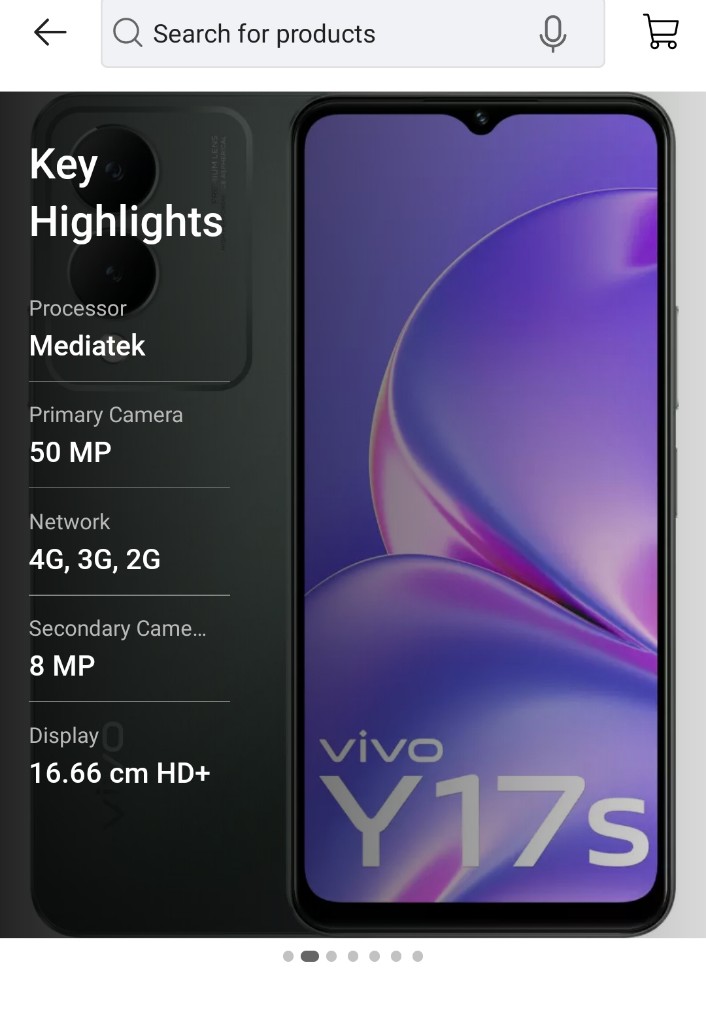 Search for products
Key
Highlights
Processor
Mediatek
Primary Camera
50 MP
Network
4G, 3G, 2G
Secondary Came...
8 MP
Display
16.66 cm HD+
vivo
vivo
Y17s